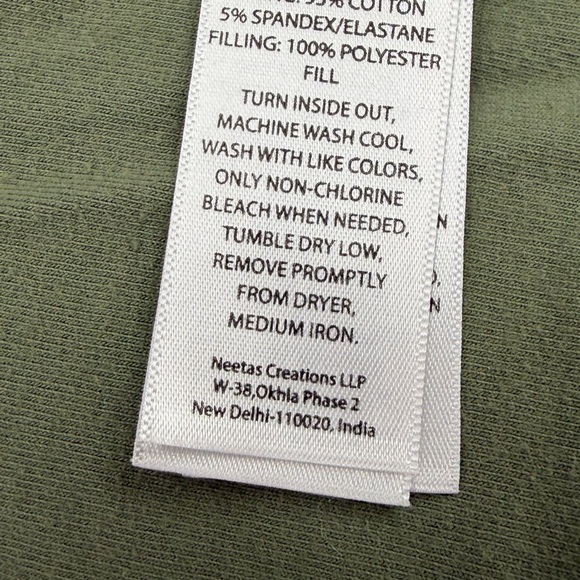 95% COTTON
5% SPANDEX/ELASTANE
FILLING: 100% POLYESTER
FILL
TURN INSIDE OUT,
MACHINE WASH COOL,
WASH WITH LIKE COLORS,
ONLY NON-CHLORINE
BLEACH WHEN NEEDED,
TUMBLE DRY LOW,
REMOVE PROMPTLY
FROM DRYER,
MEDIUM IRON.
Neetas Creations LLP
W-38,Okhla Phase 2
New Delhi-110020, India